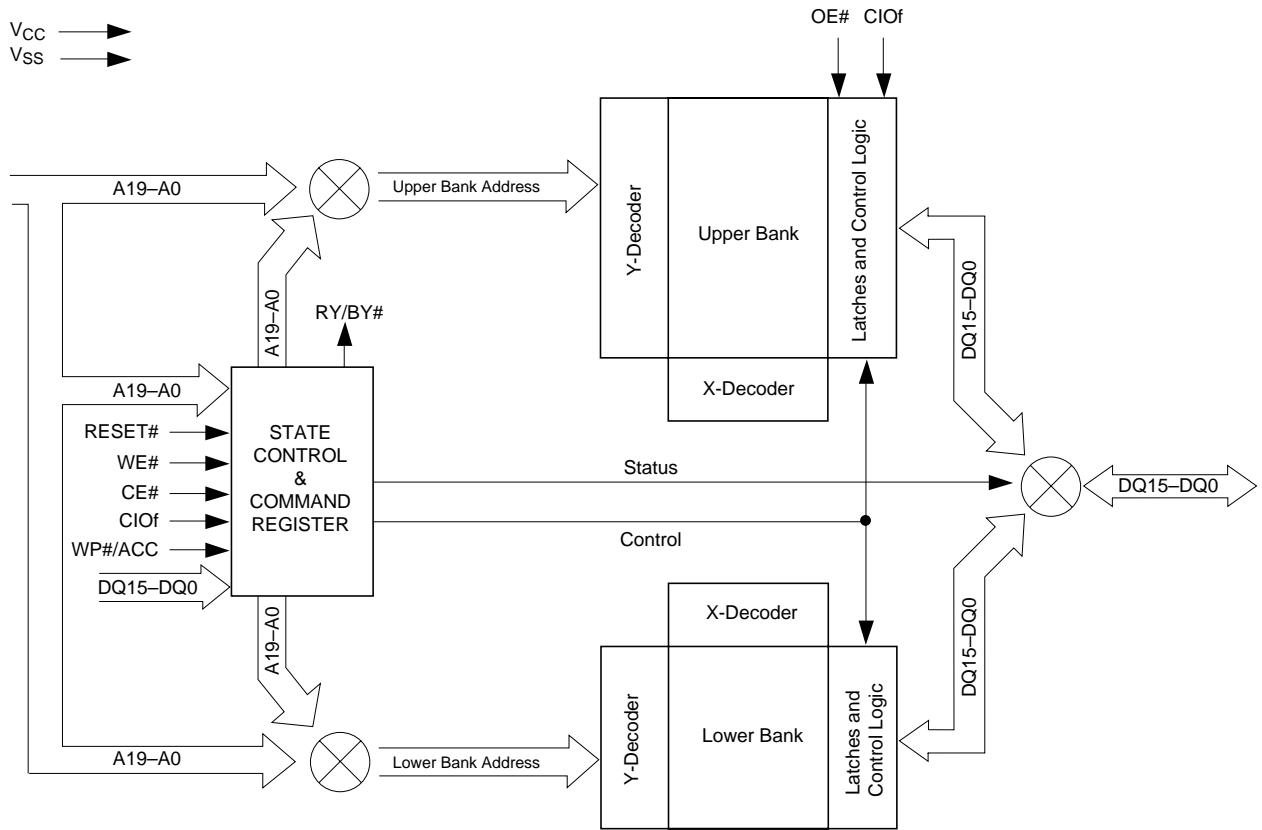 VCC
VSS
OE# CIOf
A19–A0
Upper Bank Address
Y-Decoder
Upper Bank
Latches and Control Logic
X-Decoder
DQ15–DQ0
A19–A0
RY/BY#
A19–A0
RESET#
WE#
CE#
CIOf
WP#/ACC
DQ15–DQ0
STATE
CONTROL
&
COMMAND
REGISTER
Status
Control
DQ15–DQ0
A19–A0
X-Decoder
Y-Decoder
Lower Bank
Latches and
Control Logic
DQ15–DQ0
A19–A0
Lower Bank Address